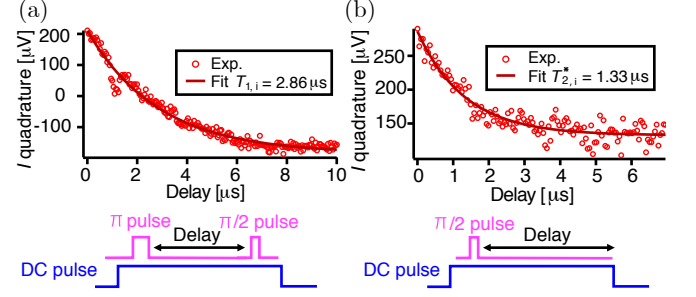 (a)
200
100
0
-100
I quadrature [μV]
Exp.
Fit T1, i = 2.86 μs
0 2 4 6 8 10
Delay [μs]
π pulse
π/2 pulse
Delay
DC pulse
(b)
250
200
150
I quadrature [μV]
Exp.
Fit T*2, i = 1.33 μs
0 1 2 3 4 5 6
Delay [μs]
π/2 pulse
Delay
DC pulse